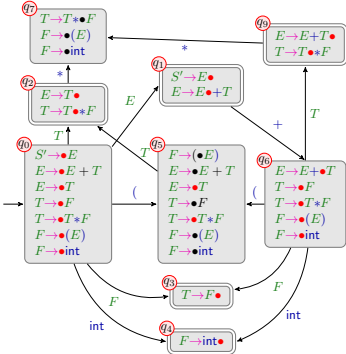 q7
T→T*●F
F→●(E)
F→●int
q9
E→E+T●
T→T●*F
*
q1
S′→E●
E→E●+T
*
q2
E→T●
T→T●*F
E
+
T
T
T
q0
S′→●E
E→●E + T
E→●T
T→●F
T→●T*F
F→●(E)
F→●int
(
q5
F→(●E)
E→●E + T
E→●T
T→●F
T→●T*F
F→●(E)
F→●int
(
q6
E→E+●T
T→●F
T→●T*F
F→●(E)
F→●int
q3
T→F●
F
F
int
int
q4
F→int●